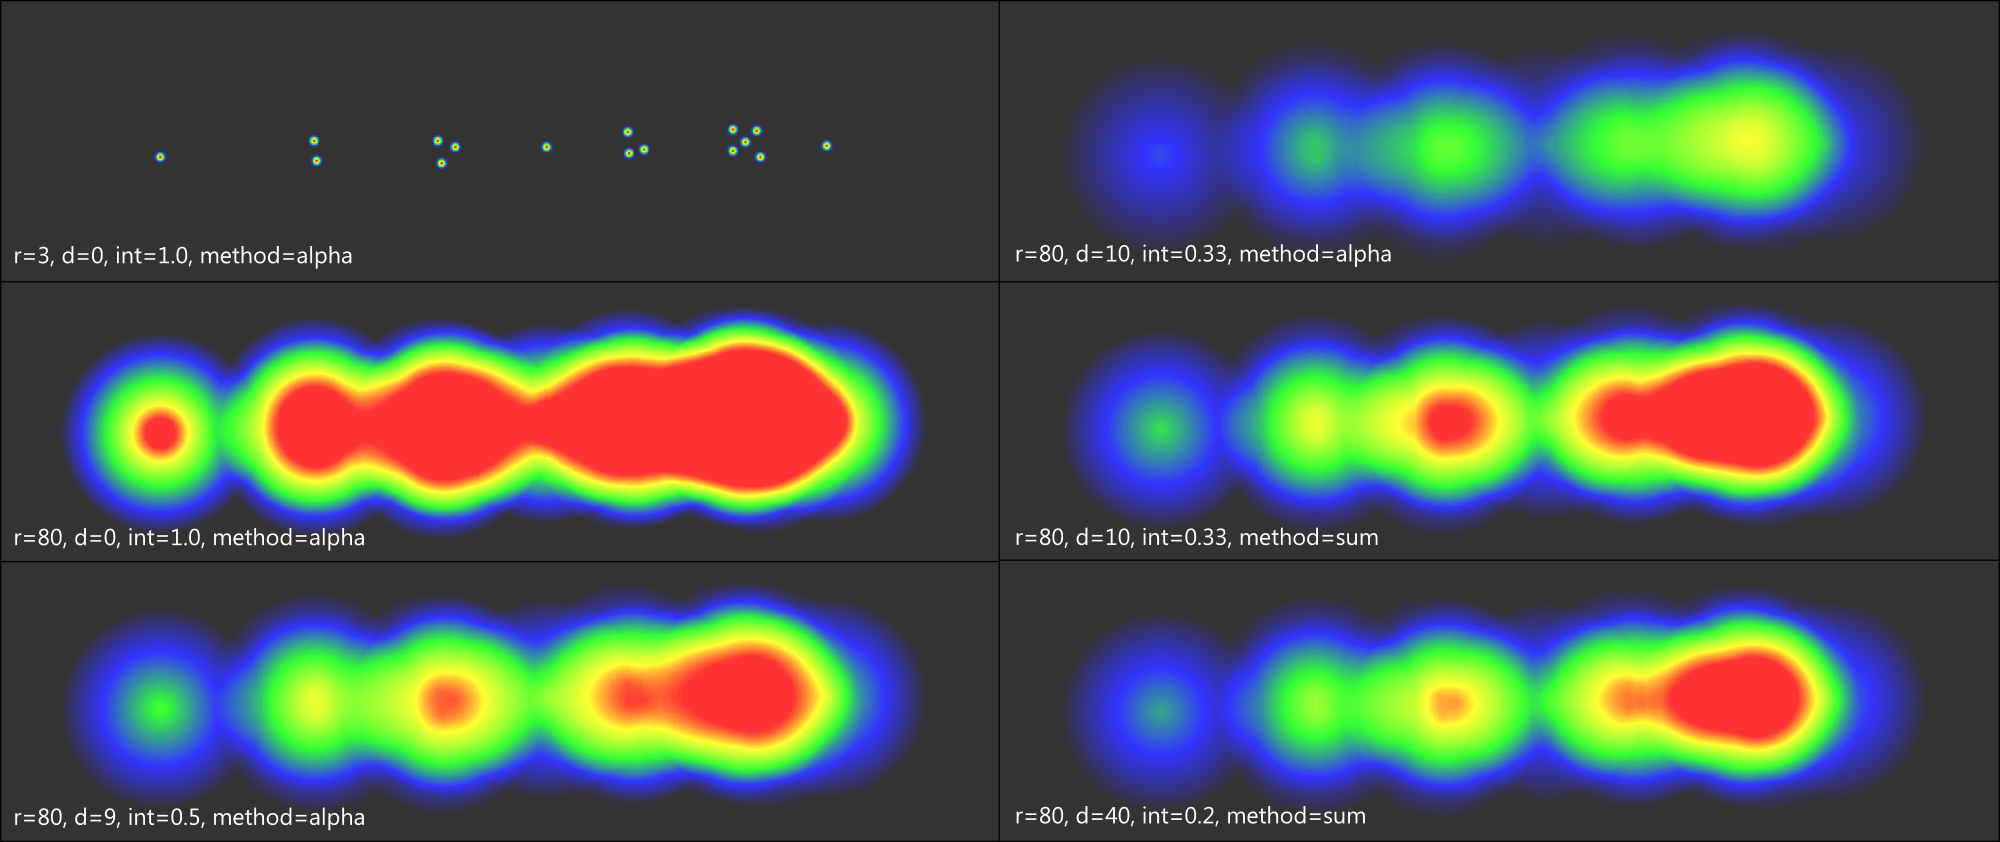 r=3, d=0, int=1.0, method=alpha
r=80, d=10, int=0.33, method=alpha
r=80, d=0, int=1.0, method=alpha
r=80, d=10, int=0.33, method=sum
r=80, d=9, int=0.5, method=alpha
r=80, d=40, int=0.2, method=sum